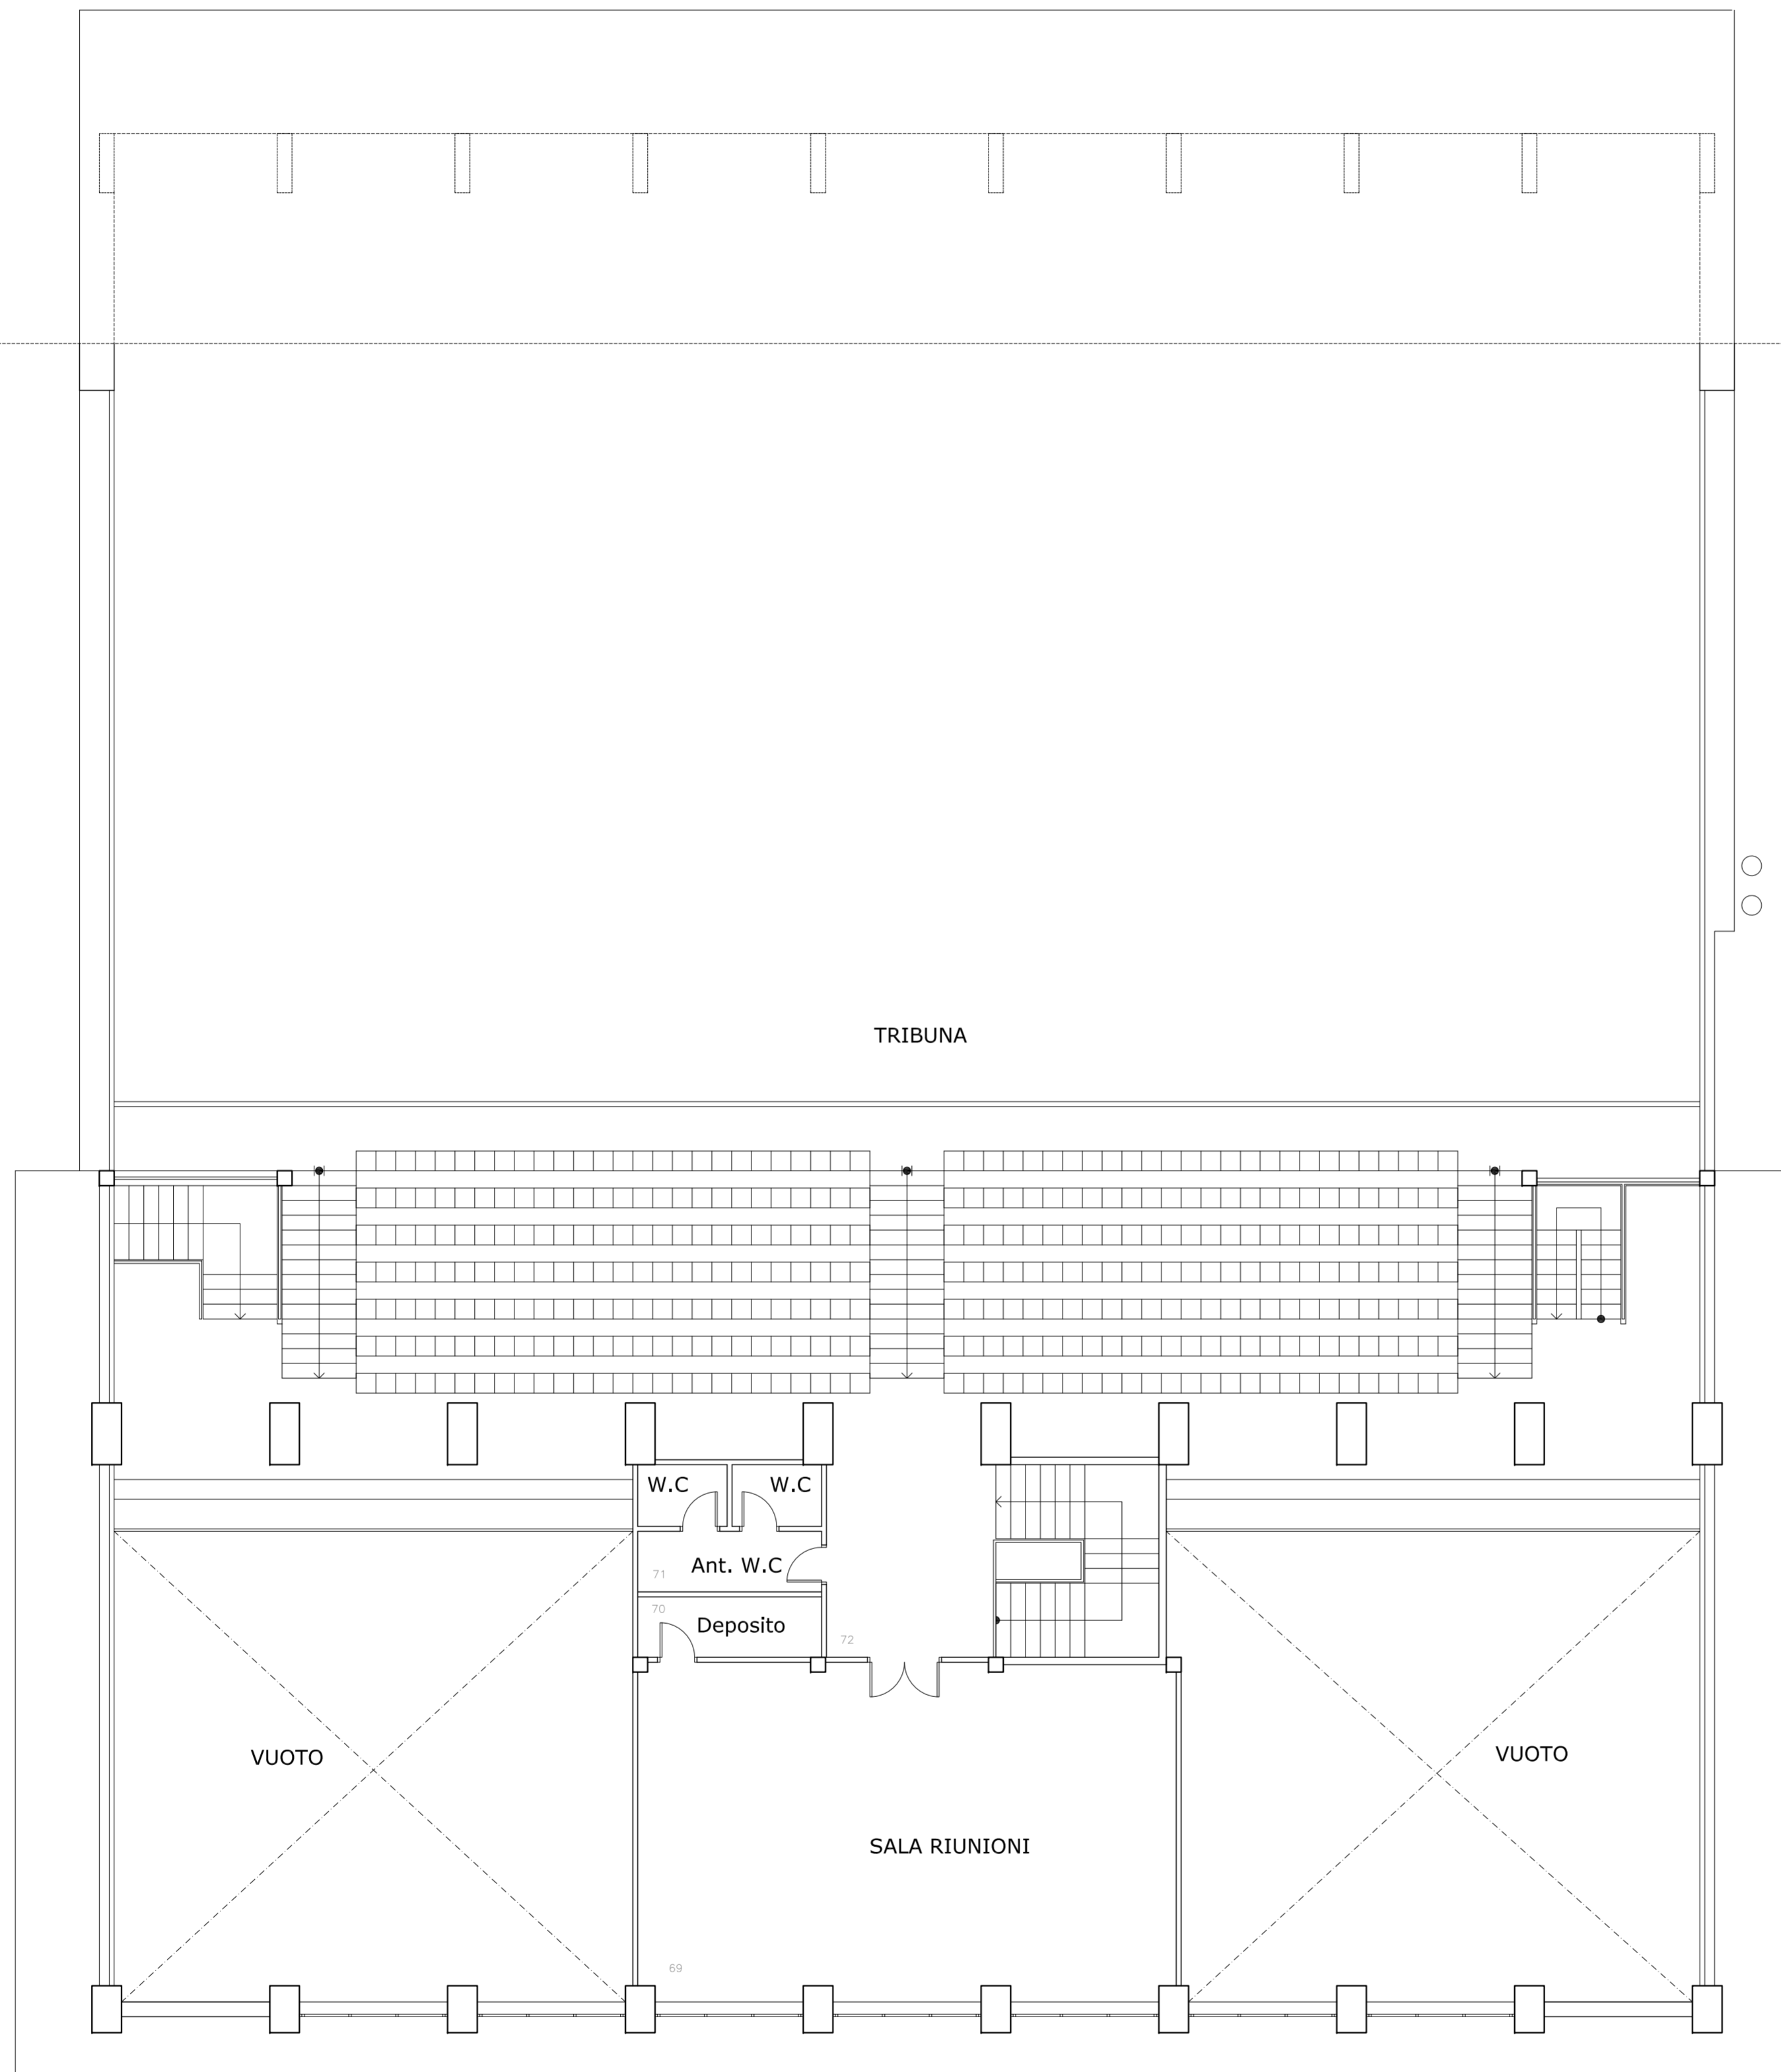 TRIBUNA
W.C W.C
71 Ant. W.C
70 Deposito
72
VUOTO VUOTO
SALA RIUNIONI
69